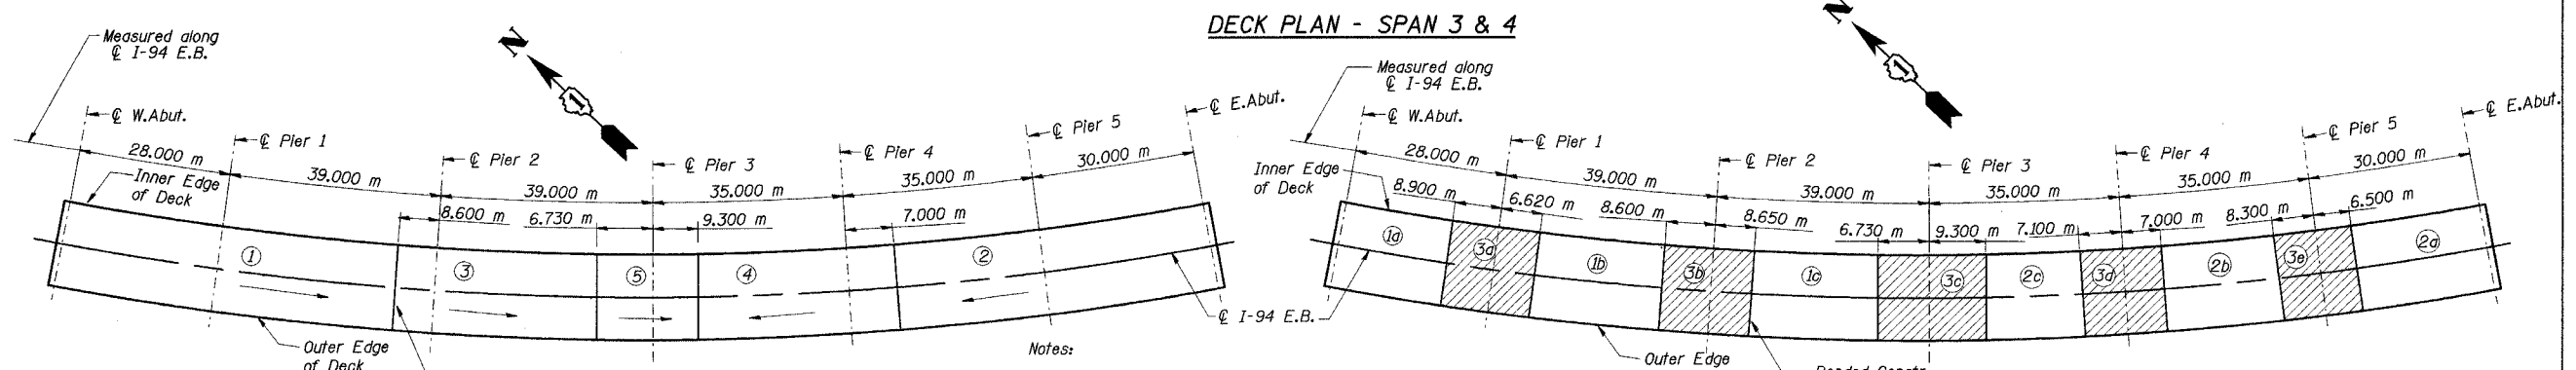 DECK PLAN - SPAN 3 & 4
Measured along
℄ I-94 E.B.
N
1
℄ W.Abut.
℄ Pier 1
℄ Pier 2
℄ Pier 3
℄ Pier 4
℄ Pier 5
℄ E.Abut.
28.000 m
39.000 m
39.000 m
35.000 m
35.000 m
30.000 m
Inner Edge
of Deck
8.600 m
6.730 m
9.300 m
7.000 m
1
3
5
4
2
℄ I-94 E.B.
Outer Edge
of Deck
Notes:
Measured along
℄ I-94 E.B.
N
1
℄ W.Abut.
℄ Pier 1
℄ Pier 2
℄ Pier 3
℄ Pier 4
℄ Pier 5
℄ E.Abut.
28.000 m
39.000 m
39.000 m
35.000 m
35.000 m
30.000 m
Inner Edge
of Deck
8.900 m
6.620 m
8.600 m
8.650 m
6.730 m
9.300 m
7.100 m
7.000 m
8.300 m
6.500 m
1a
3a
1b
3b
1c
3c
2c
3d
2b
3e
2a
Outer Edge